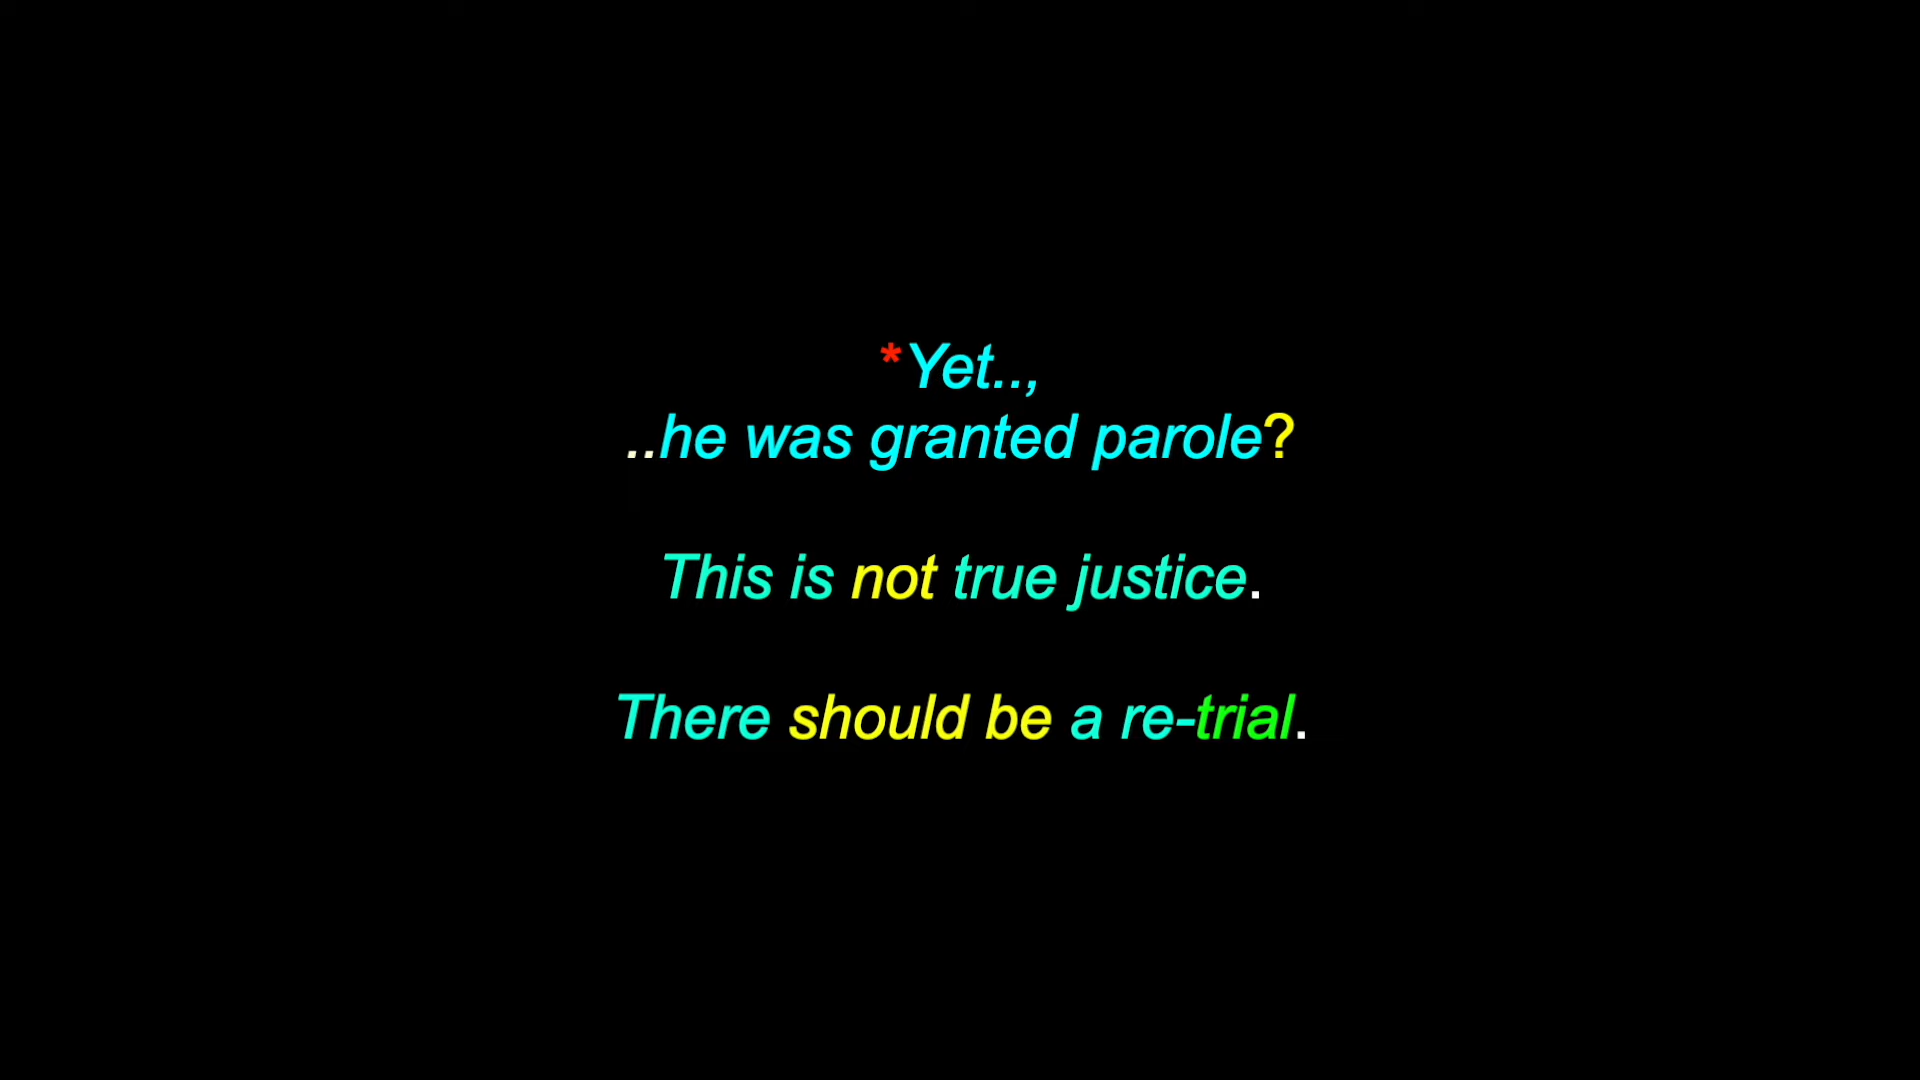 *Yet..,
..he was granted parole?
This is not true justice.
There should be a re-trial.